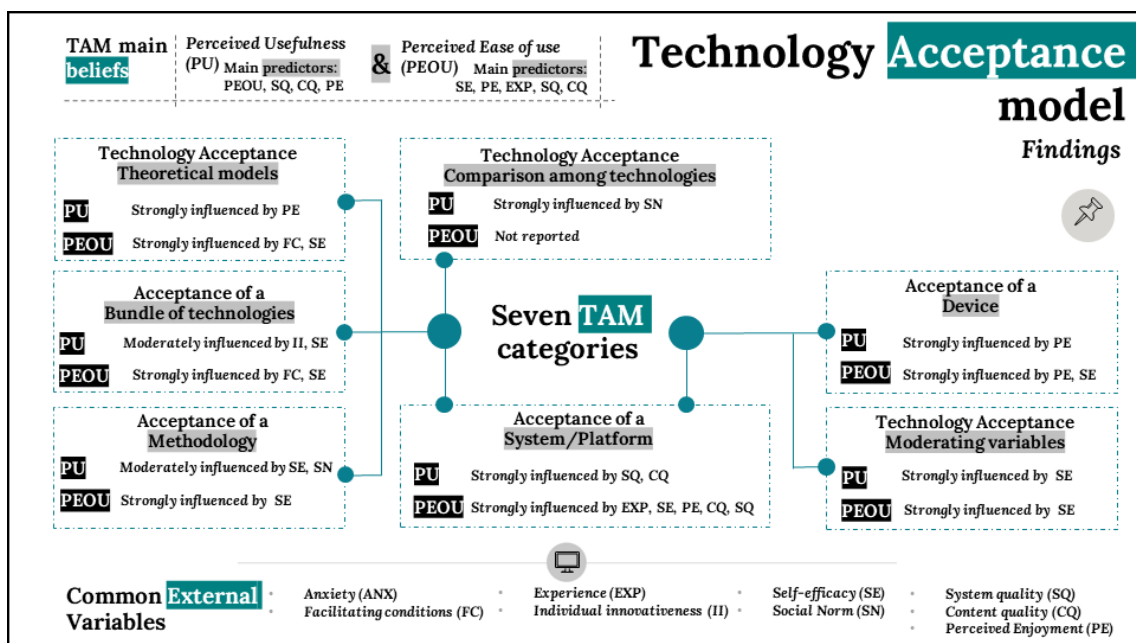 Technology Acceptance
model
Findings
TAM main
beliefs
Perceived Usefulness
(PU) Main predictors:
PEOU, SQ, CQ, PE
&
Perceived Ease of use
(PEOU) Main predictors:
SE, PE, EXP, SQ, CQ
Technology Acceptance
Theoretical models
PU Strongly influenced by PE
PEOU Strongly influenced by FC, SE
Technology Acceptance
Comparison among technologies
PU Strongly influenced by SN
PEOU Not reported
Acceptance of a
Bundle of technologies
PU Moderately influenced by II, SE
PEOU Strongly influenced by FC, SE
Seven TAM
categories
Acceptance of a
Device
PU Strongly influenced by PE
PEOU Strongly influenced by PE, SE
Acceptance of a
Methodology
PU Moderately influenced by SE, SN
PEOU Strongly influenced by SE
Acceptance of a
System/Platform
PU Strongly influenced by SQ, CQ
PEOU Strongly influenced by EXP, SE, PE, CQ, SQ
Technology Acceptance
Moderating variables
PU Strongly influenced by SE
PEOU Strongly influenced by SE
Common External
Variables
Anxiety (ANX)
Facilitating conditions (FC)
Experience (EXP)
Individual innovativeness (II)
Self-efficacy (SE)
Social Norm (SN)
System quality (SQ)
Content quality (CQ)
Perceived Enjoyment (PE)